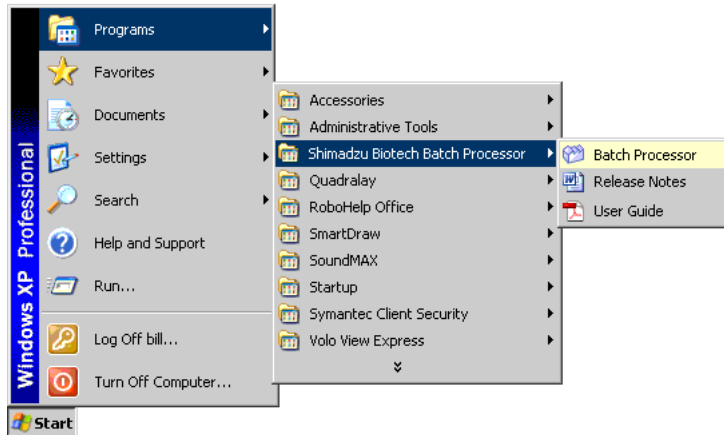 Programs
Favorites
Documents
Settings
Search
Help and Support
Run...
Log Off bill...
Turn Off Computer...
Windows XP Professional
Start
Accessories
Administrative Tools
Shimadzu Biotech Batch Processor
Quadralay
RoboHelp Office
SmartDraw
SoundMAX
Startup
Symantec Client Security
Volo View Express
Batch Processor
Release Notes
User Guide